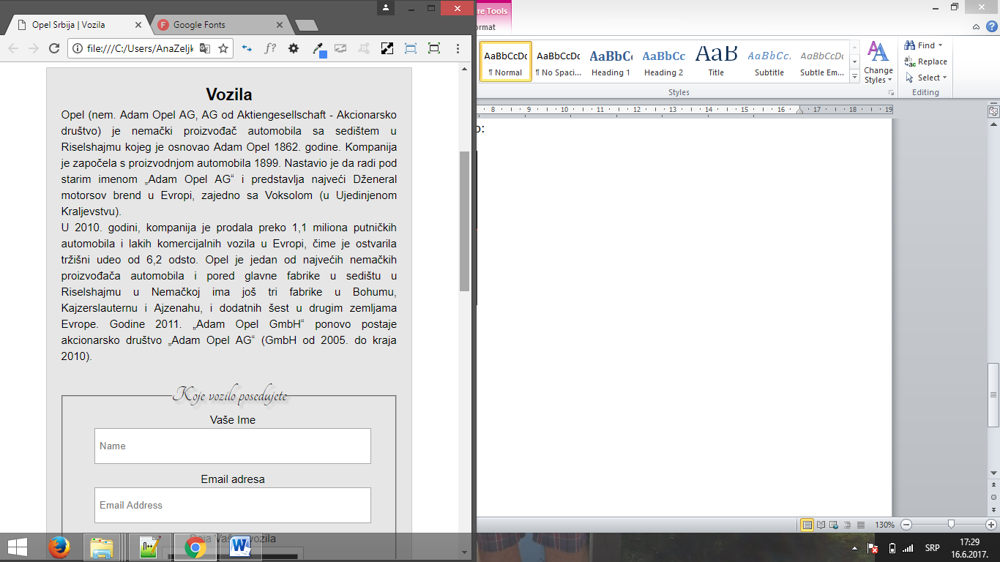 Opel Srbija | Vozila
Google Fonts
file:///C:/Users/AnaZeljk
Vozila
Opel (nem. Adam Opel AG, AG od Aktiengesellschaft - Akcionarsko
društvo) je nemački proizvođač automobila sa sedištem u
Riselshajmu kojeg je osnovao Adam Opel 1862. godine. Kompanija
je započela s proizvodnjom automobila 1899. Nastavio je da radi pod
starim imenom „Adam Opel AG“ i predstavlja najveći Dženeral
motorsov brend u Evropi, zajedno sa Voksolom (u Ujedinjenom
Kraljevstvu).
U 2010. godini, kompanija je prodala preko 1,1 miliona putničkih
automobila i lakih komercijalnih vozila u Evropi, čime je ostvarila
tržišni udeo od 6,2 odsto. Opel je jedan od najvećih nemačkih
proizvođača automobila i pored glavne fabrike u sedištu u
Riselshajmu u Nemačkoj ima još tri fabrike u Bohumu,
Kajzerslauternu i Ajzenahu, i dodatnih šest u drugim zemljama
Evrope. Godine 2011. „Adam Opel GmbH“ ponovo postaje
akcionarsko društvo „Adam Opel AG“ (GmbH od 2005. do kraja
2010).
Koje vozilo posedujete
Vaše Ime
Name
Email adresa
Email Address
re Tools
ormat
AaBbCcDc AaBbCcDc AaBbCc AaBbCc AaB AaBbCc. AaBbCcDc
¶ Normal ¶ No Spaci... Heading 1 Heading 2 Title Subtitle Subtle Em...
Change
Styles
Styles
Find
Replace
Select
Editing
8 9 10 11 12 13 14 15 16 17 18 19
o:
130%
SRP
17:29
16.6.2017.